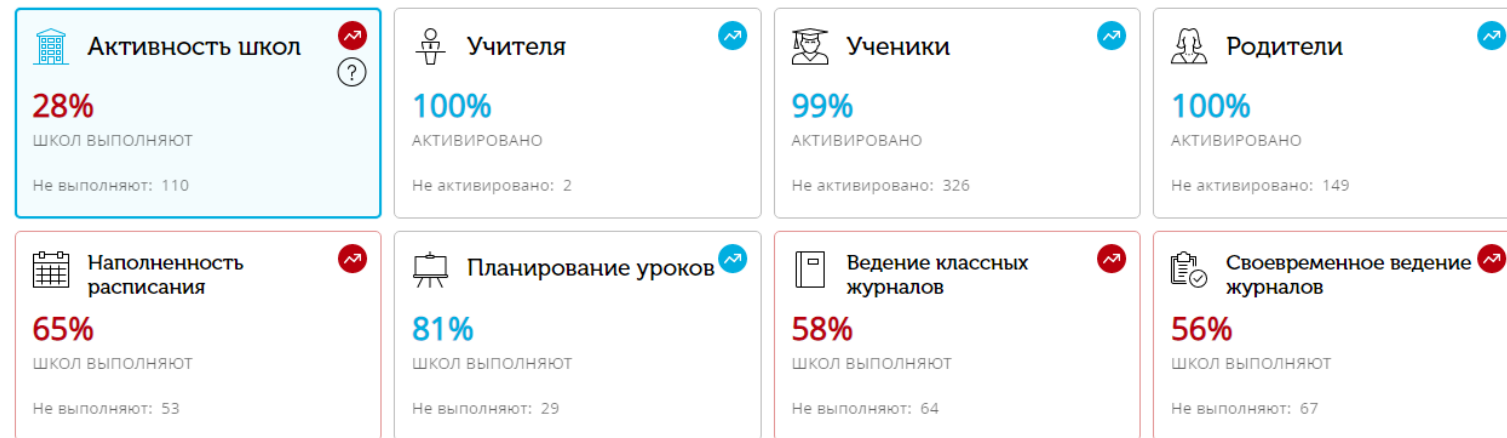 Активность школ
?
28%
ШКОЛ ВЫПОЛНЯЮТ
Не выполняют: 110
Учителя
100%
АКТИВИРОВАНО
Не активировано: 2
Ученики
99%
АКТИВИРОВАНО
Не активировано: 326
Родители
100%
АКТИВИРОВАНО
Не активировано: 149
Наполненность
расписания
65%
ШКОЛ ВЫПОЛНЯЮТ
Не выполняют: 53
Планирование уроков
81%
ШКОЛ ВЫПОЛНЯЮТ
Не выполняют: 29
Ведение классных
журналов
58%
ШКОЛ ВЫПОЛНЯЮТ
Не выполняют: 64
Своевременное ведение
журналов
56%
ШКОЛ ВЫПОЛНЯЮТ
Не выполняют: 67